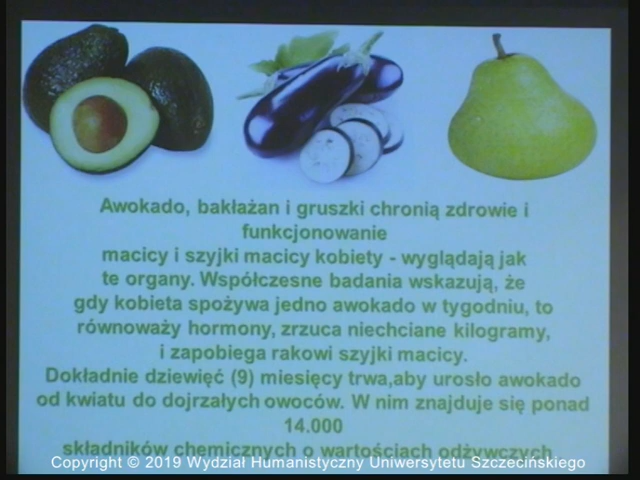 Awokado, bakłażan i gruszki chronią zdrowie i
funkcjonowanie
macicy i szyjki macicy kobiety - wyglądają jak
te organy. Współczesne badania wskazują, że
gdy kobieta spożywa jedno awokado w tygodniu, to
równoważy hormony, zrzuca niechciane kilogramy,
i zapobiega rakowi szyjki macicy.
Dokładnie dziewięć (9) miesięcy trwa,aby urosło awokado
od kwiatu do dojrzałych owoców. W nim znajduje się ponad
14.000
składników chemicznych o wartościach odżywczych
Copyright © 2019 Wydział Humanistyczny Uniwersytetu Szczecińskiego